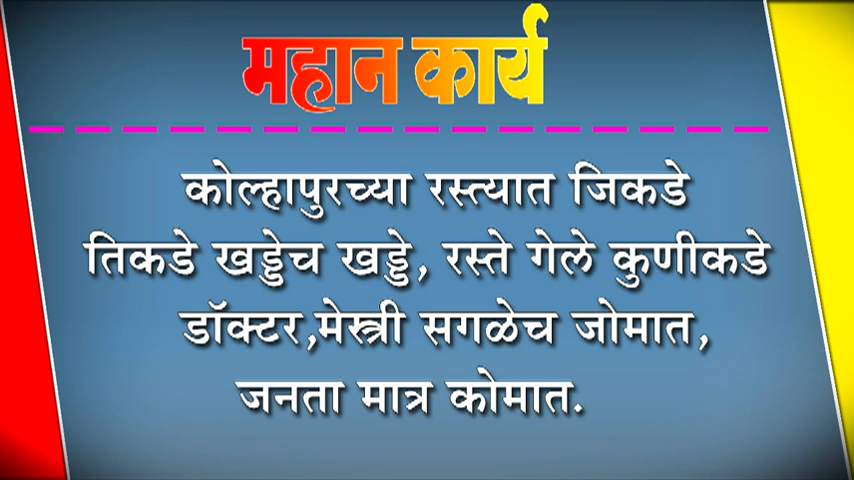 महान कार्य
कोल्हापुरच्या रस्त्यात जिकडे
तिकडे खड्डेच खड्डे, रस्ते गेले कुणीकडे
डॉक्टर,मेस्त्री सगळेच जोमात,
जनता मात्र कोमात.